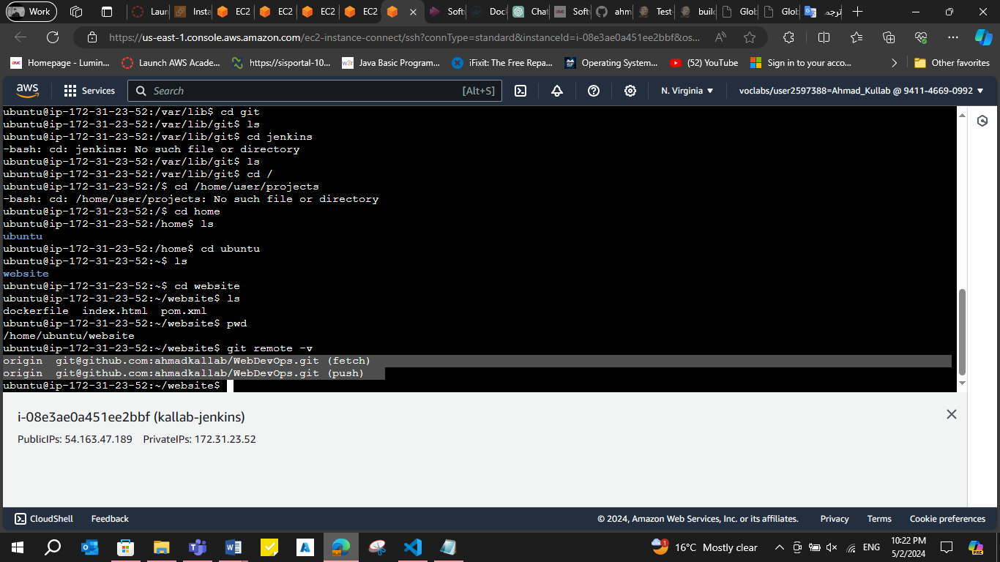 Work
Laun
Insta
EC2
EC2
EC2
EC2
Softv
Doc
Chat
Soft
ahm
Test-
build
Glob
Glob
ترجمة
https://us-east-1.console.aws.amazon.com/ec2-instance-connect/ssh?connType=standard&instanceId=i-08e3ae0a451ee2bbf&os...
Homepage - Lumin...
Launch AWS Acade...
https://sisportal-10...
Java Basic Program...
iFixit: The Free Repa...
Operating System...
(52) YouTube
Sign in to your acco...
Other favorites
aws
Services
Search
[Alt+S]
N. Virginia
voclabs/user2597388=Ahmad_Kullab @ 9411-4669-0992
ubuntu@ip-172-31-23-52:/var/lib$ cd git
ubuntu@ip-172-31-23-52:/var/lib/git$ ls
ubuntu@ip-172-31-23-52:/var/lib/git$ cd jenkins
-bash: cd: jenkins: No such file or directory
ubuntu@ip-172-31-23-52:/var/lib/git$ ls
ubuntu@ip-172-31-23-52:/var/lib/git$ cd /
ubuntu@ip-172-31-23-52:/$ cd /home/user/projects
-bash: cd: /home/user/projects: No such file or directory
ubuntu@ip-172-31-23-52:/$ cd home
ubuntu@ip-172-31-23-52:/home$ ls
ubuntu
ubuntu@ip-172-31-23-52:/home$ cd ubuntu
ubuntu@ip-172-31-23-52:~$ ls
website
ubuntu@ip-172-31-23-52:~$ cd website
ubuntu@ip-172-31-23-52:~/website$ ls
dockerfile  index.html  pom.xml
ubuntu@ip-172-31-23-52:~/website$ pwd
/home/ubuntu/website
ubuntu@ip-172-31-23-52:~/website$ git remote -v
origin  git@github.com:ahmadkallab/WebDevOps.git (fetch)
origin  git@github.com:ahmadkallab/WebDevOps.git (push)
ubuntu@ip-172-31-23-52:~/website$
i-08e3ae0a451ee2bbf (kallab-jenkins)
PublicIPs: 54.163.47.189 PrivateIPs: 172.31.23.52
CloudShell
Feedback
© 2024, Amazon Web Services, Inc. or its affiliates.
Privacy
Terms
Cookie preferences
16°C Mostly clear
ENG
10:22 PM
5/2/2024